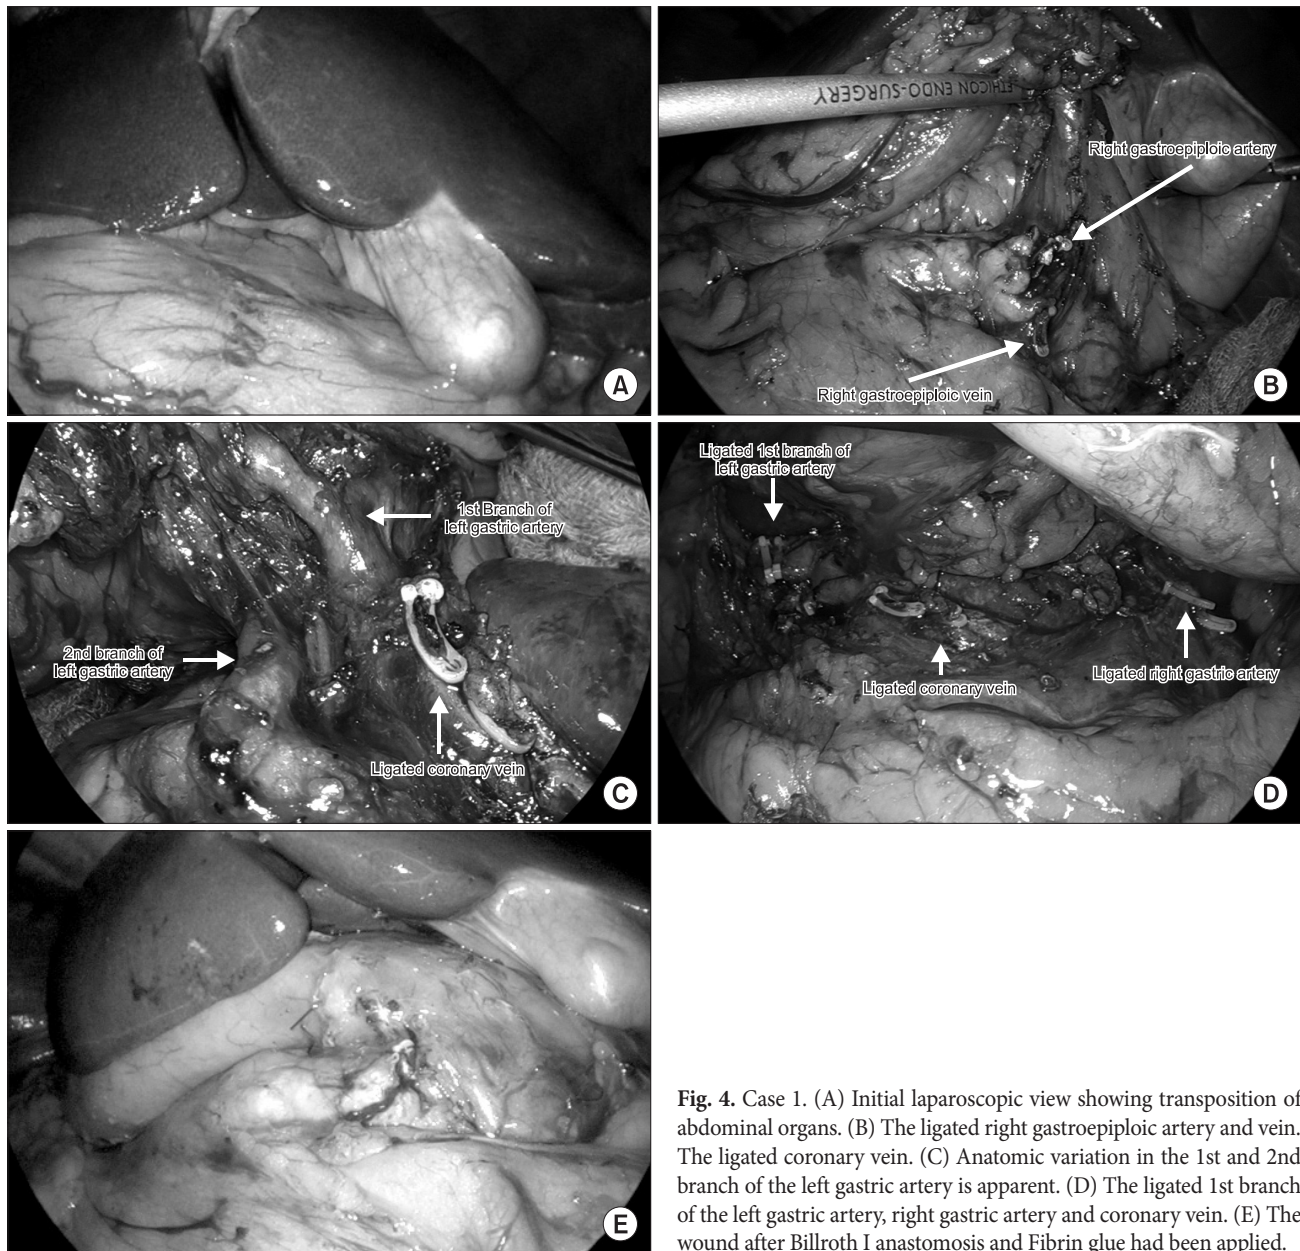 A
ETHICON ENDO-SURGERY
Right gastroepiploic artery
Right gastroepiploic vein
B
1st Branch of
left gastric artery
2nd branch of
left gastric artery
Ligated coronary vein
C
Ligated 1st branch of
left gastric artery
Ligated coronary vein
Ligated right gastric artery
D
E
Fig. 4. Case 1. (A) Initial laparoscopic view showing transposition of
abdominal organs. (B) The ligated right gastroepiploic artery and vein.
The ligated coronary vein. (C) Anatomic variation in the 1st and 2nd
branch of the left gastric artery is apparent. (D) The ligated 1st branch
of the left gastric artery, right gastric artery and coronary vein. (E) The
wound after Billroth I anastomosis and Fibrin glue had been applied.